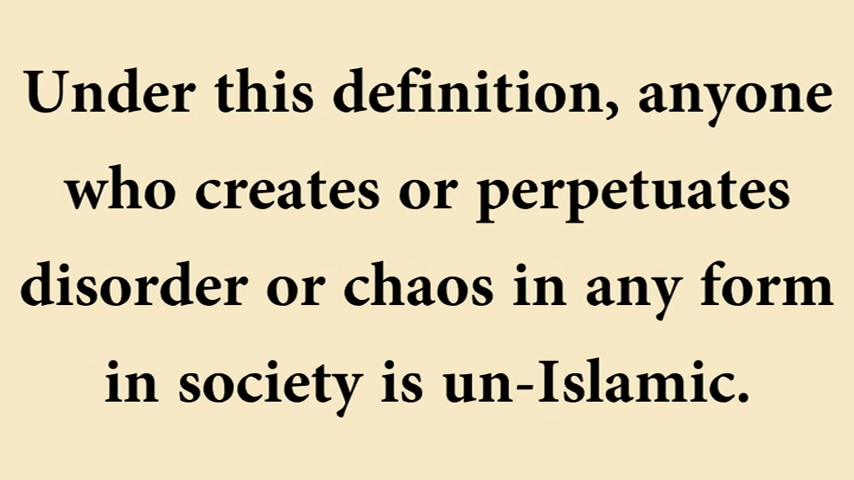 Under this definition, anyone
who creates or perpetuates
disorder or chaos in any form
in society is un-Islamic.